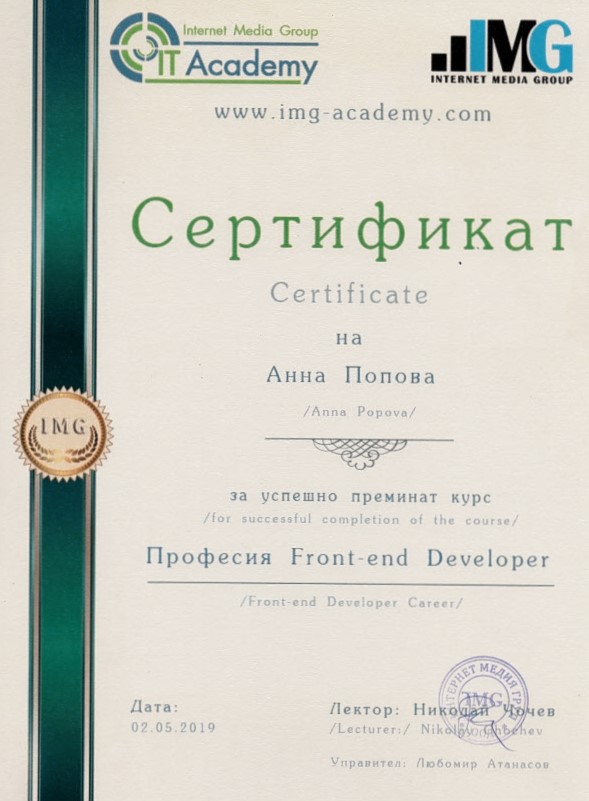 Internet Media Group
IT Academy
IMG
INTERNET MEDIA GROUP
www.img-academy.com
Сертификат
Certificate
на
Анна Попова
/Anna Popova/
IMG
за успешно преминат курс
/for successful completion of the course/
Професия Front-end Developer
/Front-end Developer Career/
Дата:
02.05.2019
Лектор: Николай Чочев
/Lecturer:/ Nikolay Chochev
Управител: Любомир Атанасов
ИНТЕРНЕТ МЕДИА
IMG